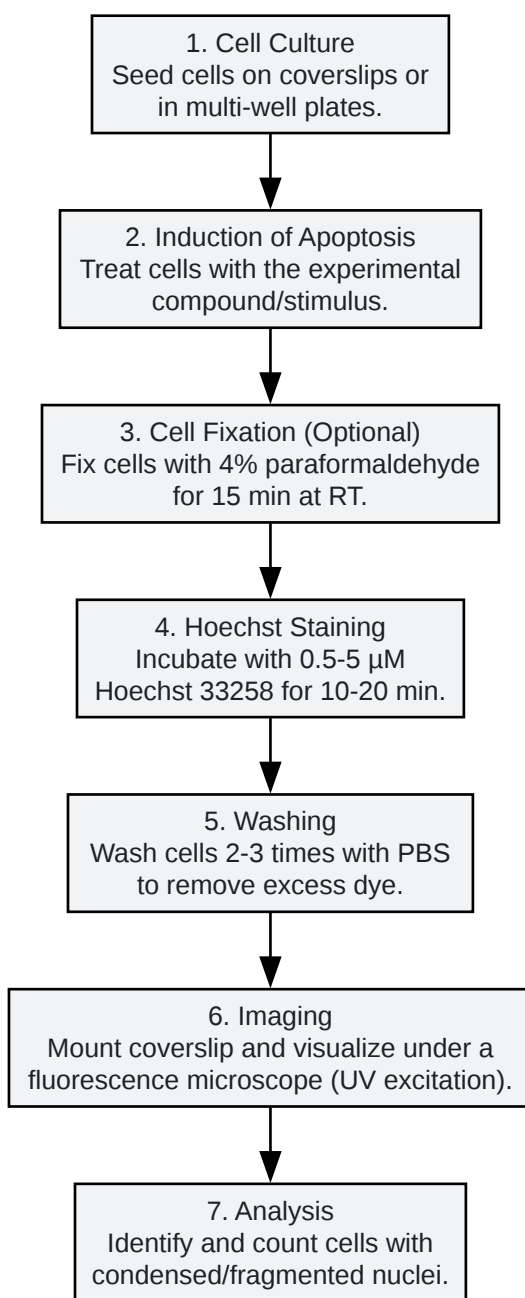 1. Cell Culture
Seed cells on coverslips or
in multi-well plates.
2. Induction of Apoptosis
Treat cells with the experimental
compound/stimulus.
3. Cell Fixation (Optional)
Fix cells with 4% paraformaldehyde
for 15 min at RT.
4. Hoechst Staining
Incubate with 0.5-5 µM
Hoechst 33258 for 10-20 min.
5. Washing
Wash cells 2-3 times with PBS
to remove excess dye.
6. Imaging
Mount coverslip and visualize under a
fluorescence microscope (UV excitation).
7. Analysis
Identify and count cells with
condensed/fragmented nuclei.